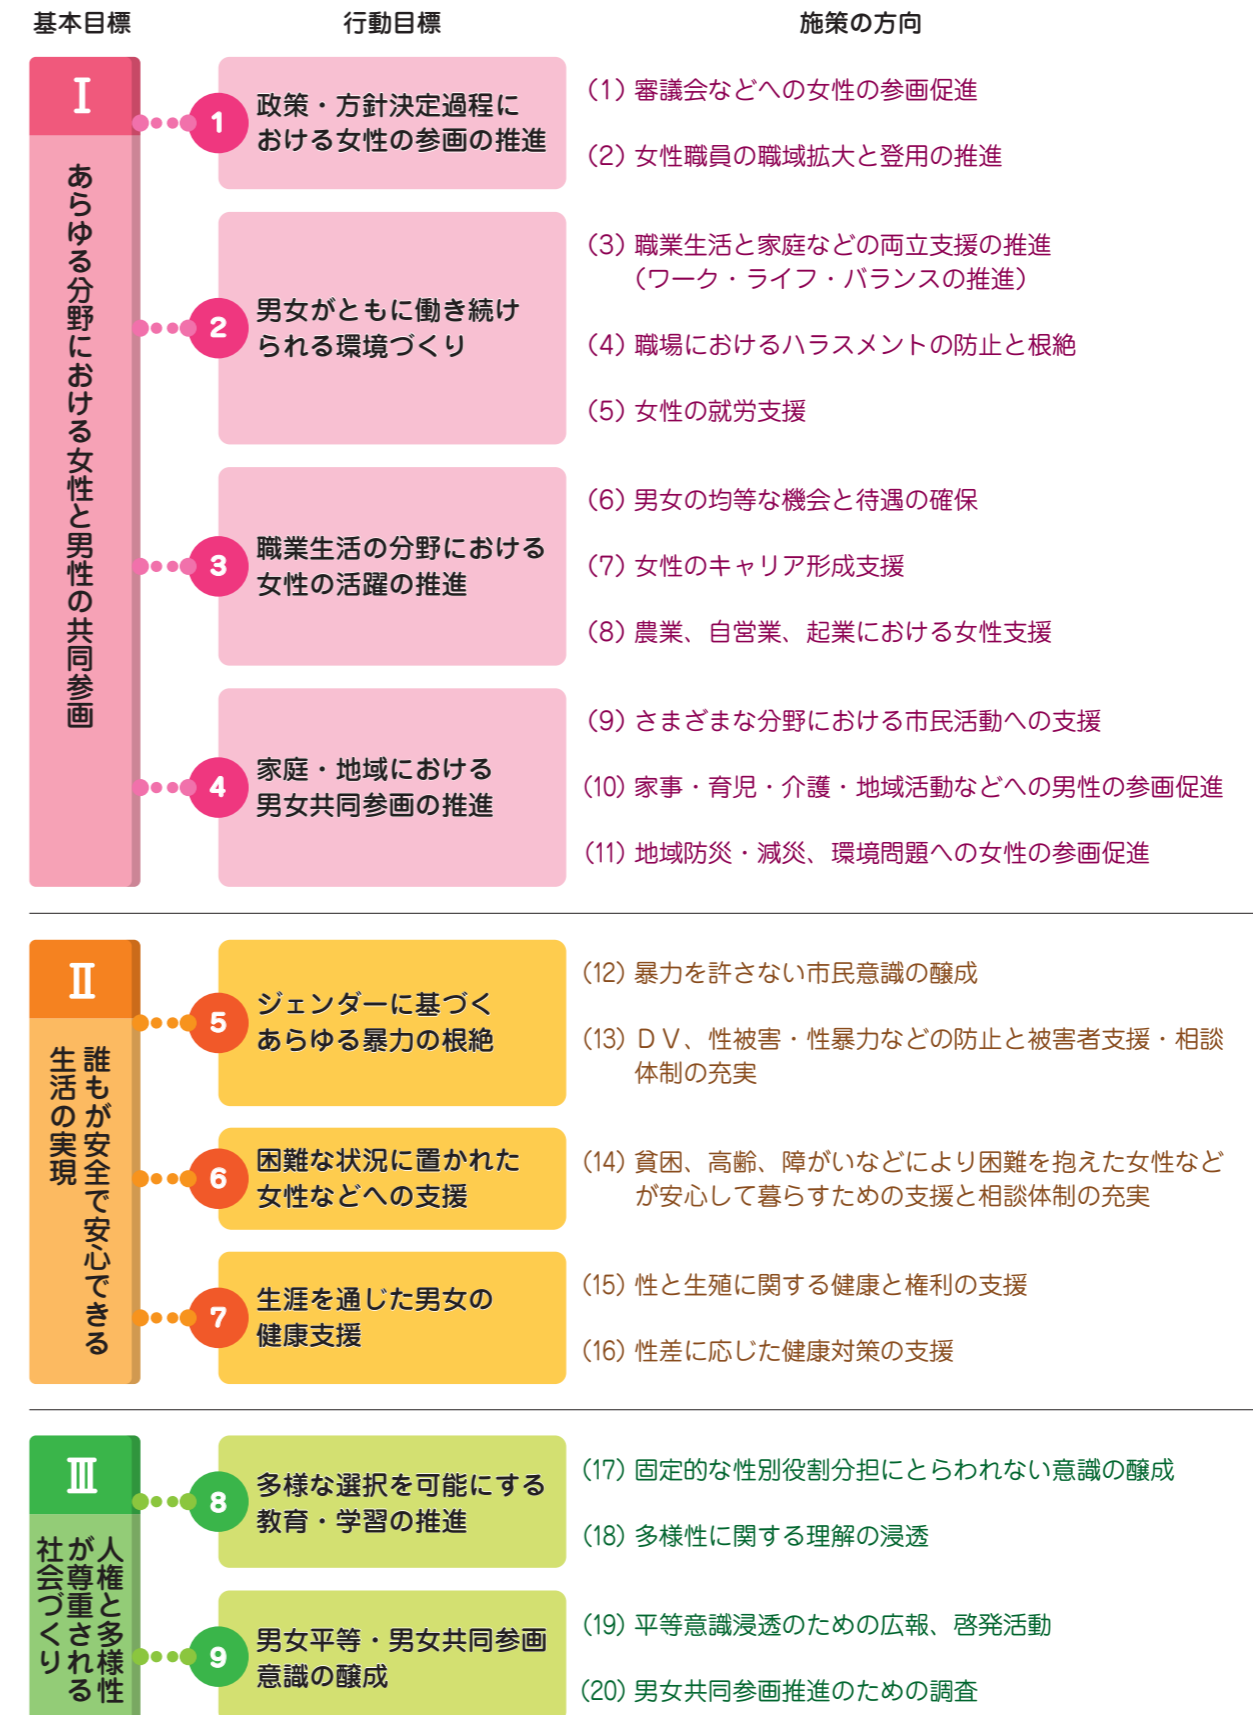 基本目標
行動目標
施策の方向
Ⅰ
あらゆる分野における女性と男性の共同参画
1
政策・方針決定過程に
おける女性の参画の推進
(1) 審議会などへの女性の参画促進
(2) 女性職員の職域拡大と登用の推進
2
男女がともに働き続け
られる環境づくり
(3) 職業生活と家庭などの両立支援の推進
（ワーク・ライフ・バランスの推進）
(4) 職場におけるハラスメントの防止と根絶
(5) 女性の就労支援
3
職業生活の分野における
女性の活躍の推進
(6) 男女の均等な機会と待遇の確保
(7) 女性のキャリア形成支援
(8) 農業、自営業、起業における女性支援
4
家庭・地域における
男女共同参画の推進
(9) さまざまな分野における市民活動への支援
(10) 家事・育児・介護・地域活動などへの男性の参画促進
(11) 地域防災・減災、環境問題への女性の参画促進
Ⅱ
誰もが安全で安心できる
生活の実現
5
ジェンダーに基づく
あらゆる暴力の根絶
(12) 暴力を許さない市民意識の醸成
(13) ＤＶ、性被害・性暴力などの防止と被害者支援・相談
体制の充実
6
困難な状況に置かれた
女性などへの支援
(14) 貧困、高齢、障がいなどにより困難を抱えた女性など
が安心して暮らすための支援と相談体制の充実
7
生涯を通じた男女の
健康支援
(15) 性と生殖に関する健康と権利の支援
(16) 性差に応じた健康対策の支援
Ⅲ
人権と多様性
が尊重される
社会づくり
8
多様な選択を可能にする
教育・学習の推進
(17) 固定的な性別役割分担にとらわれない意識の醸成
(18) 多様性に関する理解の浸透
9
男女平等・男女共同参画
意識の醸成
(19) 平等意識浸透のための広報、啓発活動
(20) 男女共同参画推進のための調査